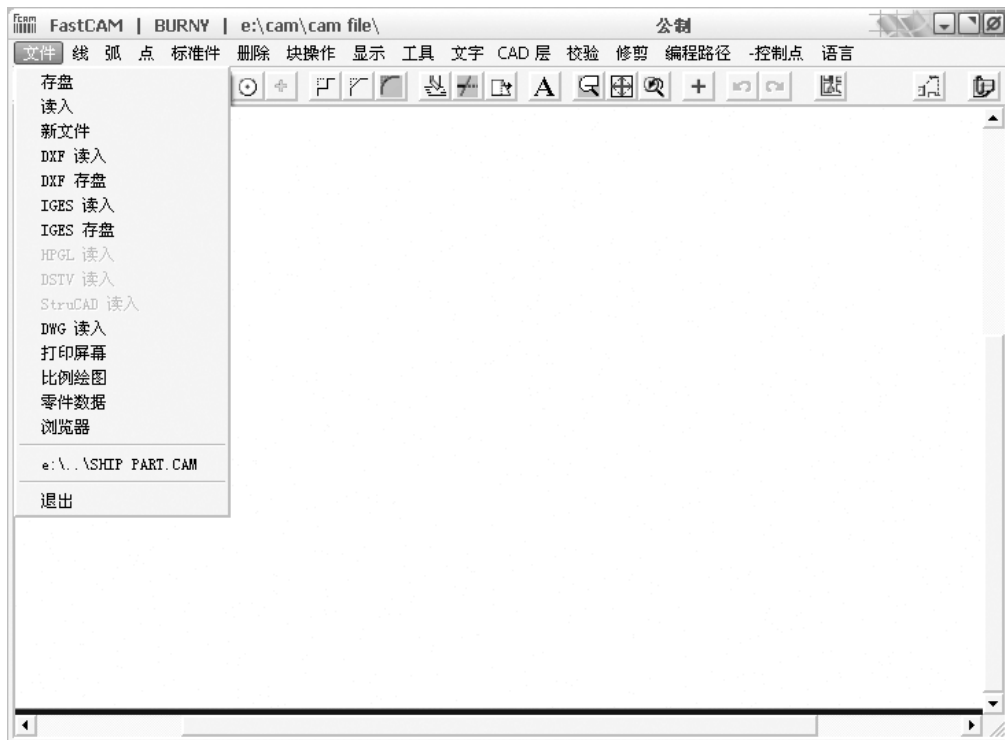 FastCAM | BURNY | e:\cam\cam file\ 公制
文件 线 弧 点 标准件 删除 块操作 显示 工具 文字 CAD 层 校验 修剪 编程路径 -控制点 语言
A
存盘
读入
新文件
DXF 读入
DXF 存盘
IGES 读入
IGES 存盘
HPGL 读入
DSTV 读入
StruCAD 读入
DWG 读入
打印屏幕
比例绘图
零件数据
浏览器
e:\..\SHIP PART.CAM
退出